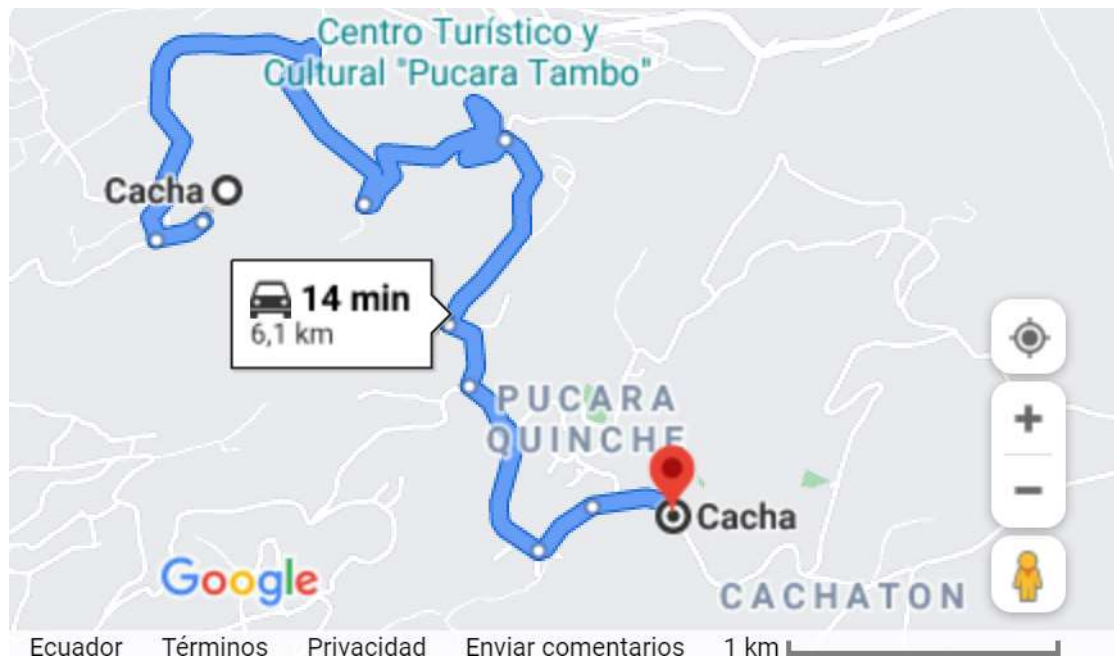 Centro Turístico y
Cultural "Pucara Tambo"
Cacha
14 min
6,1 km
PUCARA
QUINCHE
Cacha
CACHATON
Google
Ecuador Términos Privacidad Enviar comentarios 1 km